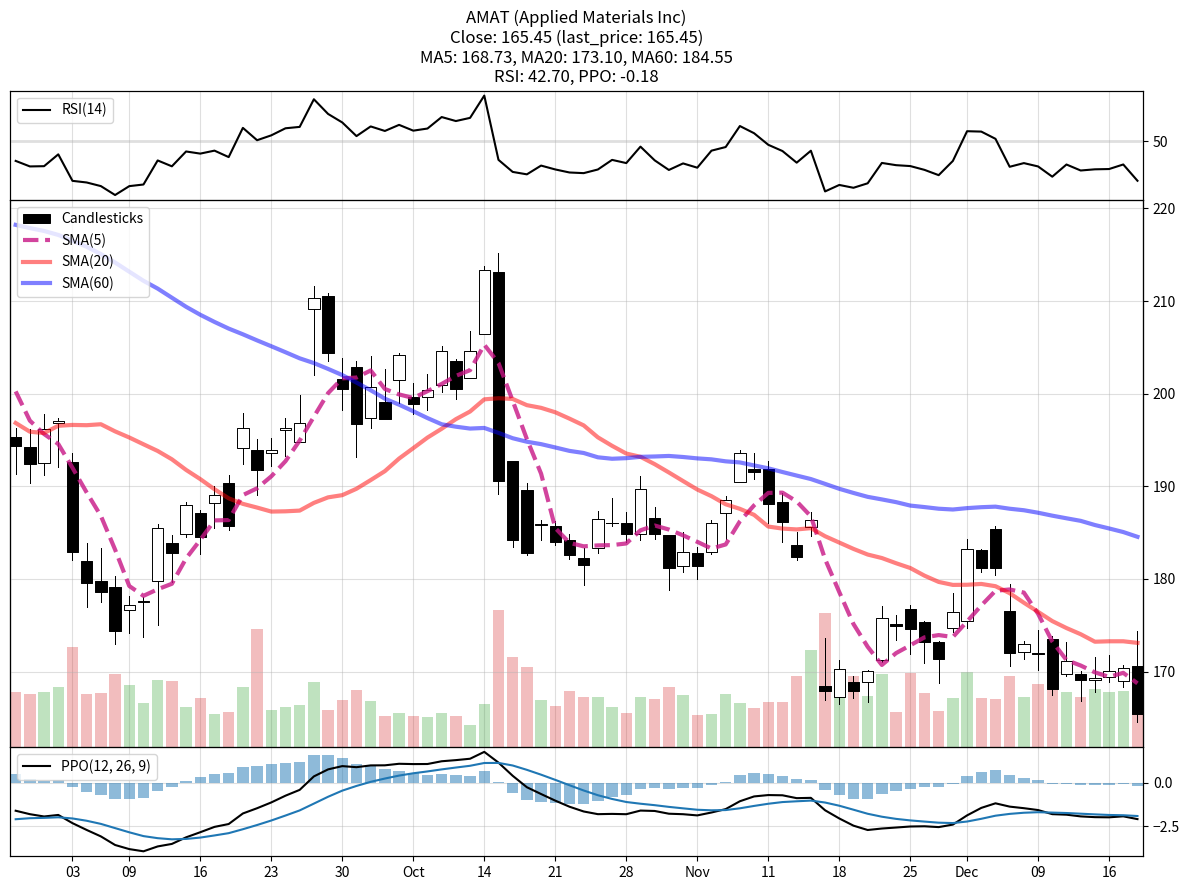 AMAT (Applied Materials Inc)
Close: 165.45 (last_price: 165.45)
MA5: 168.73, MA20: 173.10, MA60: 184.55
RSI: 42.70, PPO: -0.18
RSI(14)
50
Candlesticks
SMA(5)
SMA(20)
SMA(60)
220
210
200
190
180
170
PPO(12, 26, 9)
0.0
−2.5
03 09 16 23 30 Oct 14 21 28 Nov 11 18 25 Dec 09 16